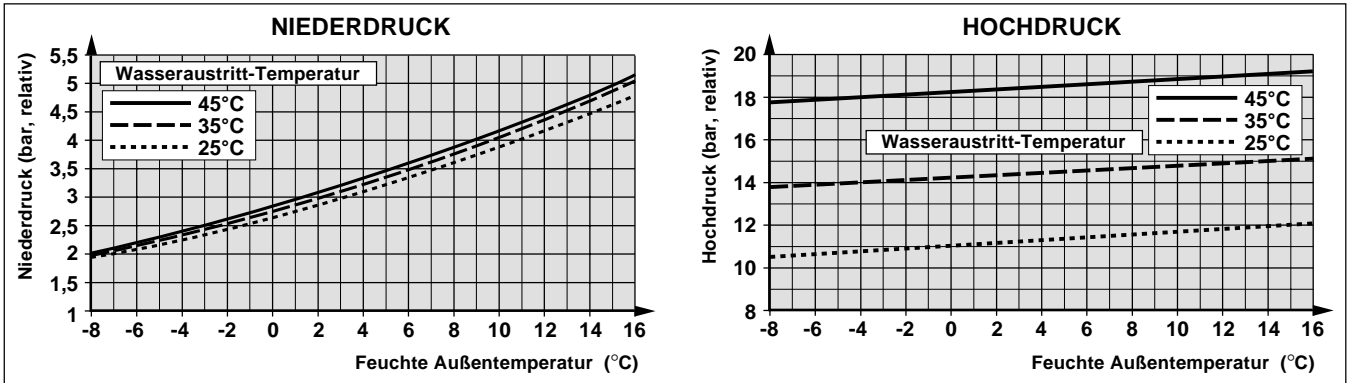 NIEDERDRUCK
Niederdruck (bar, relativ)
5,5
5
4,5
4
3,5
3
2,5
2
1,5
1
Wasseraustritt-Temperatur
45°C
35°C
25°C
-8 -6 -4 -2 0 2 4 6 8 10 12 14 16
Feuchte Außentemperatur (°C)
HOCHDRUCK
Hochdruck (bar, relativ)
20
18
16
14
12
10
8
45°C
35°C
25°C
Wasseraustritt-Temperatur
-8 -6 -4 -2 0 2 4 6 8 10 12 14 16
Feuchte Außentemperatur (°C)